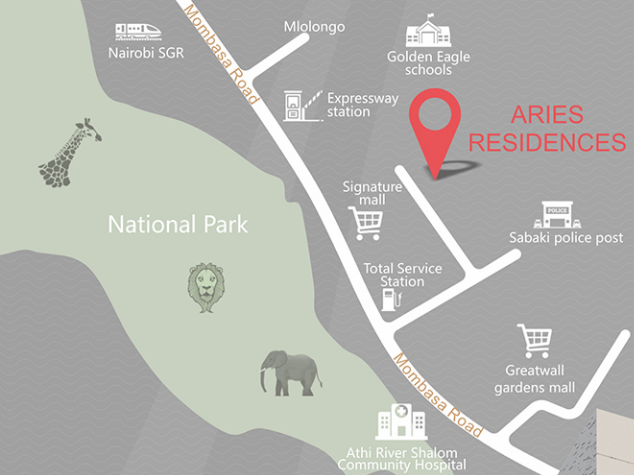 Mlolongo
Nairobi SGR
Golden Eagle
schools
Mombasa Road
Expressway
station
ARIES
RESIDENCES
Signature
mall
National Park
POLICE
Sabaki police post
Total Service
Station
Mombasa Road
Greatwall
gardens mall
Athi River Shalom
Community Hospital